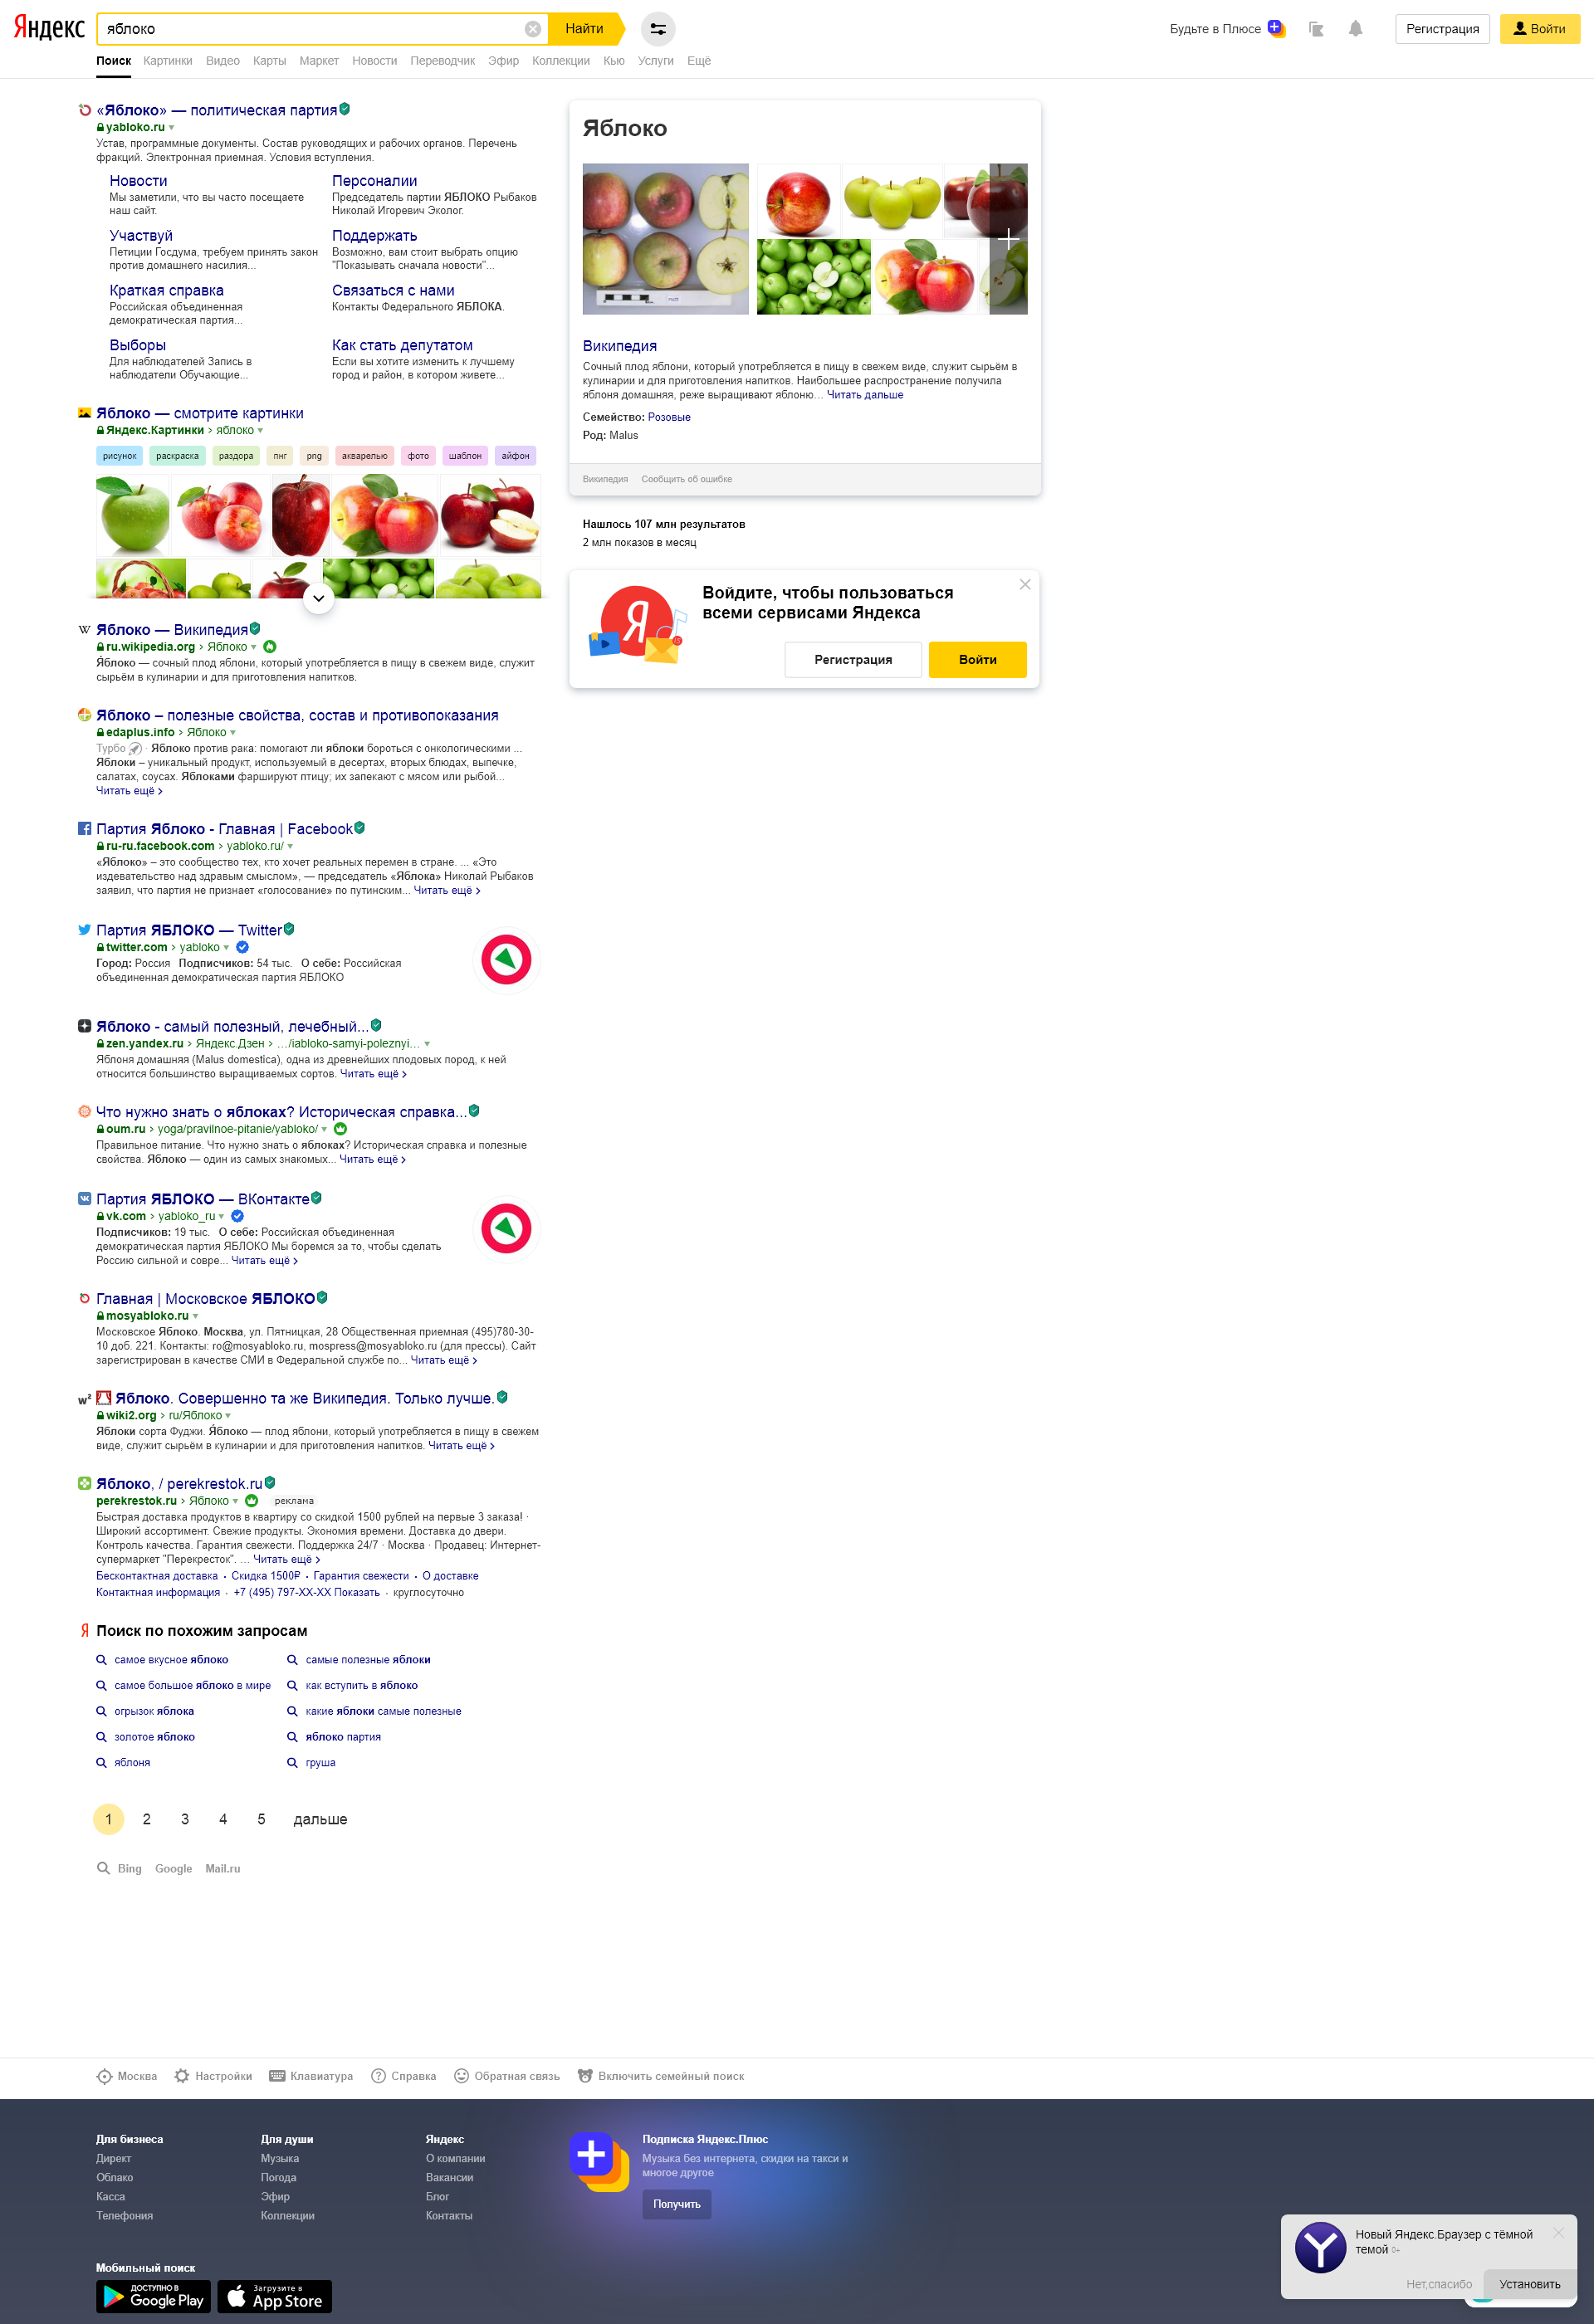 Яндекс
яблоко
Найти
Будьте в Плюсе
Регистрация
Войти
Поиск Картинки Видео Карты Маркет Новости Переводчик Эфир Коллекции Кью Услуги Ещё
«Яблоко» — политическая партия
yabloko.ru
Устав, программные документы. Состав руководящих и рабочих органов. Перечень
фракций. Электронная приемная. Условия вступления.
Новости
Мы заметили, что вы часто посещаете
наш сайт.
Персоналии
Председатель партии ЯБЛОКО Рыбаков
Николай Игоревич Эколог.
Участвуй
Петиции Госдума, требуем принять закон
против домашнего насилия...
Поддержать
Возможно, вам стоит выбрать опцию
"Показывать сначала новости"...
Краткая справка
Российская объединенная
демократическая партия...
Связаться с нами
Контакты Федерального ЯБЛОКА.
Выборы
Для наблюдателей Запись в
наблюдатели Обучающие...
Как стать депутатом
Если вы хотите изменить к лучшему
город и район, в котором живете...
Яблоко — смотрите картинки
Яндекс.Картинки › яблоко
рисунок раскраска раздора пнг png акварелью фото шаблон айфон
Яблоко — Википедия
ru.wikipedia.org › Яблоко
Я́блоко — сочный плод яблони, который употребляется в пищу в свежем виде, служит
сырьём в кулинарии и для приготовления напитков.
Яблоко – полезные свойства, состав и противопоказания
edaplus.info › Яблоко
Турбо · Яблоко против рака: помогают ли яблоки бороться с онкологическими ...
Яблоки – уникальный продукт, используемый в десертах, вторых блюдах, выпечке,
салатах, соусах. Яблоками фаршируют птицу; их запекают с мясом или рыбой...
Читать ещё ›
Партия Яблоко - Главная | Facebook
ru-ru.facebook.com › yabloko.ru/
«Яблоко» – это сообщество тех, кто хочет реальных перемен в стране. ... «Это
издевательство над здравым смыслом», — председатель «Яблока» Николай Рыбаков
заявил, что партия не признает «голосование» по путинским... Читать ещё ›
Партия ЯБЛОКО — Twitter
twitter.com › yabloko
Город: Россия Подписчиков: 54 тыс. О себе: Российская
объединенная демократическая партия ЯБЛОКО
Яблоко - самый полезный, лечебный...
zen.yandex.ru › Яндекс.Дзен › …/iabloko-samyi-poleznyi…
Яблоня домашняя (Malus domestica), одна из древнейших плодовых пород, к ней
относится большинство выращиваемых сортов. Читать ещё ›
Что нужно знать о яблоках? Историческая справка...
oum.ru › yoga/pravilnoe-pitanie/yabloko/
Правильное питание. Что нужно знать о яблоках? Историческая справка и полезные
свойства. Яблоко — один из самых знакомых... Читать ещё ›
Партия ЯБЛОКО — ВКонтакте
vk.com › yabloko_ru
Подписчиков: 19 тыс. О себе: Российская объединенная
демократическая партия ЯБЛОКО Мы боремся за то, чтобы сделать
Россию сильной и совре... Читать ещё ›
Главная | Московское ЯБЛОКО
mosyabloko.ru
Московское Яблоко. Москва, ул. Пятницкая, 28 Общественная приемная (495)780-30-
10 доб. 221. Контакты: ro@mosyabloko.ru, mospress@mosyabloko.ru (для прессы). Сайт
зарегистрирован в качестве СМИ в Федеральной службе по... Читать ещё ›
Яблоко. Совершенно та же Википедия. Только лучше.
wiki2.org › ru/Яблоко
Яблоки сорта Фуджи. Я́блоко — плод яблони, который употребляется в пищу в свежем
виде, служит сырьём в кулинарии и для приготовления напитков. Читать ещё ›
Яблоко, / perekrestok.ru
perekrestok.ru › Яблоко реклама
Быстрая доставка продуктов в квартиру со скидкой 1500 рублей на первые 3 заказа! ·
Широкий ассортимент. Свежие продукты. Экономия времени. Доставка до двери.
Контроль качества. Гарантия свежести. Поддержка 24/7 · Москва · Продавец: Интернет-
супермаркет "Перекресток". ... Читать ещё ›
Бесконтактная доставка · Скидка 1500₽ · Гарантия свежести · О доставке
Контактная информация · +7 (495) 797-XX-XX Показать · круглосуточно
Поиск по похожим запросам
самое вкусное яблоко
самые полезные яблоки
самое большое яблоко в мире
как вступить в яблоко
огрызок яблока
какие яблоки самые полезные
золотое яблоко
яблоко партия
яблоня
груша
1 2 3 4 5 дальше
Bing Google Mail.ru
Яблоко
Википедия
Сочный плод яблони, который употребляется в пищу в свежем виде, служит сырьём в
кулинарии и для приготовления напитков. Наибольшее распространение получила
яблоня домашняя, реже выращивают яблоню… Читать дальше
Семейство: Розовые
Род: Malus
Википедия Сообщить об ошибке
Нашлось 107 млн результатов
2 млн показов в месяц
Войдите, чтобы пользоваться
всеми сервисами Яндекса
Регистрация
Войти
Москва Настройки Клавиатура Справка Обратная связь Включить семейный поиск
Для бизнеса
Директ
Облако
Касса
Телефония
Для души
Музыка
Погода
Эфир
Коллекции
Яндекс
О компании
Вакансии
Блог
Контакты
Подписка Яндекс.Плюс
Музыка без интернета, скидки на такси и
многое другое
Получить
Мобильный поиск
ДОСТУПНО В
Google Play
Загрузите в
App Store
Новый Яндекс.Браузер с тёмной
темой 0+
Нет,спасибо
Установить